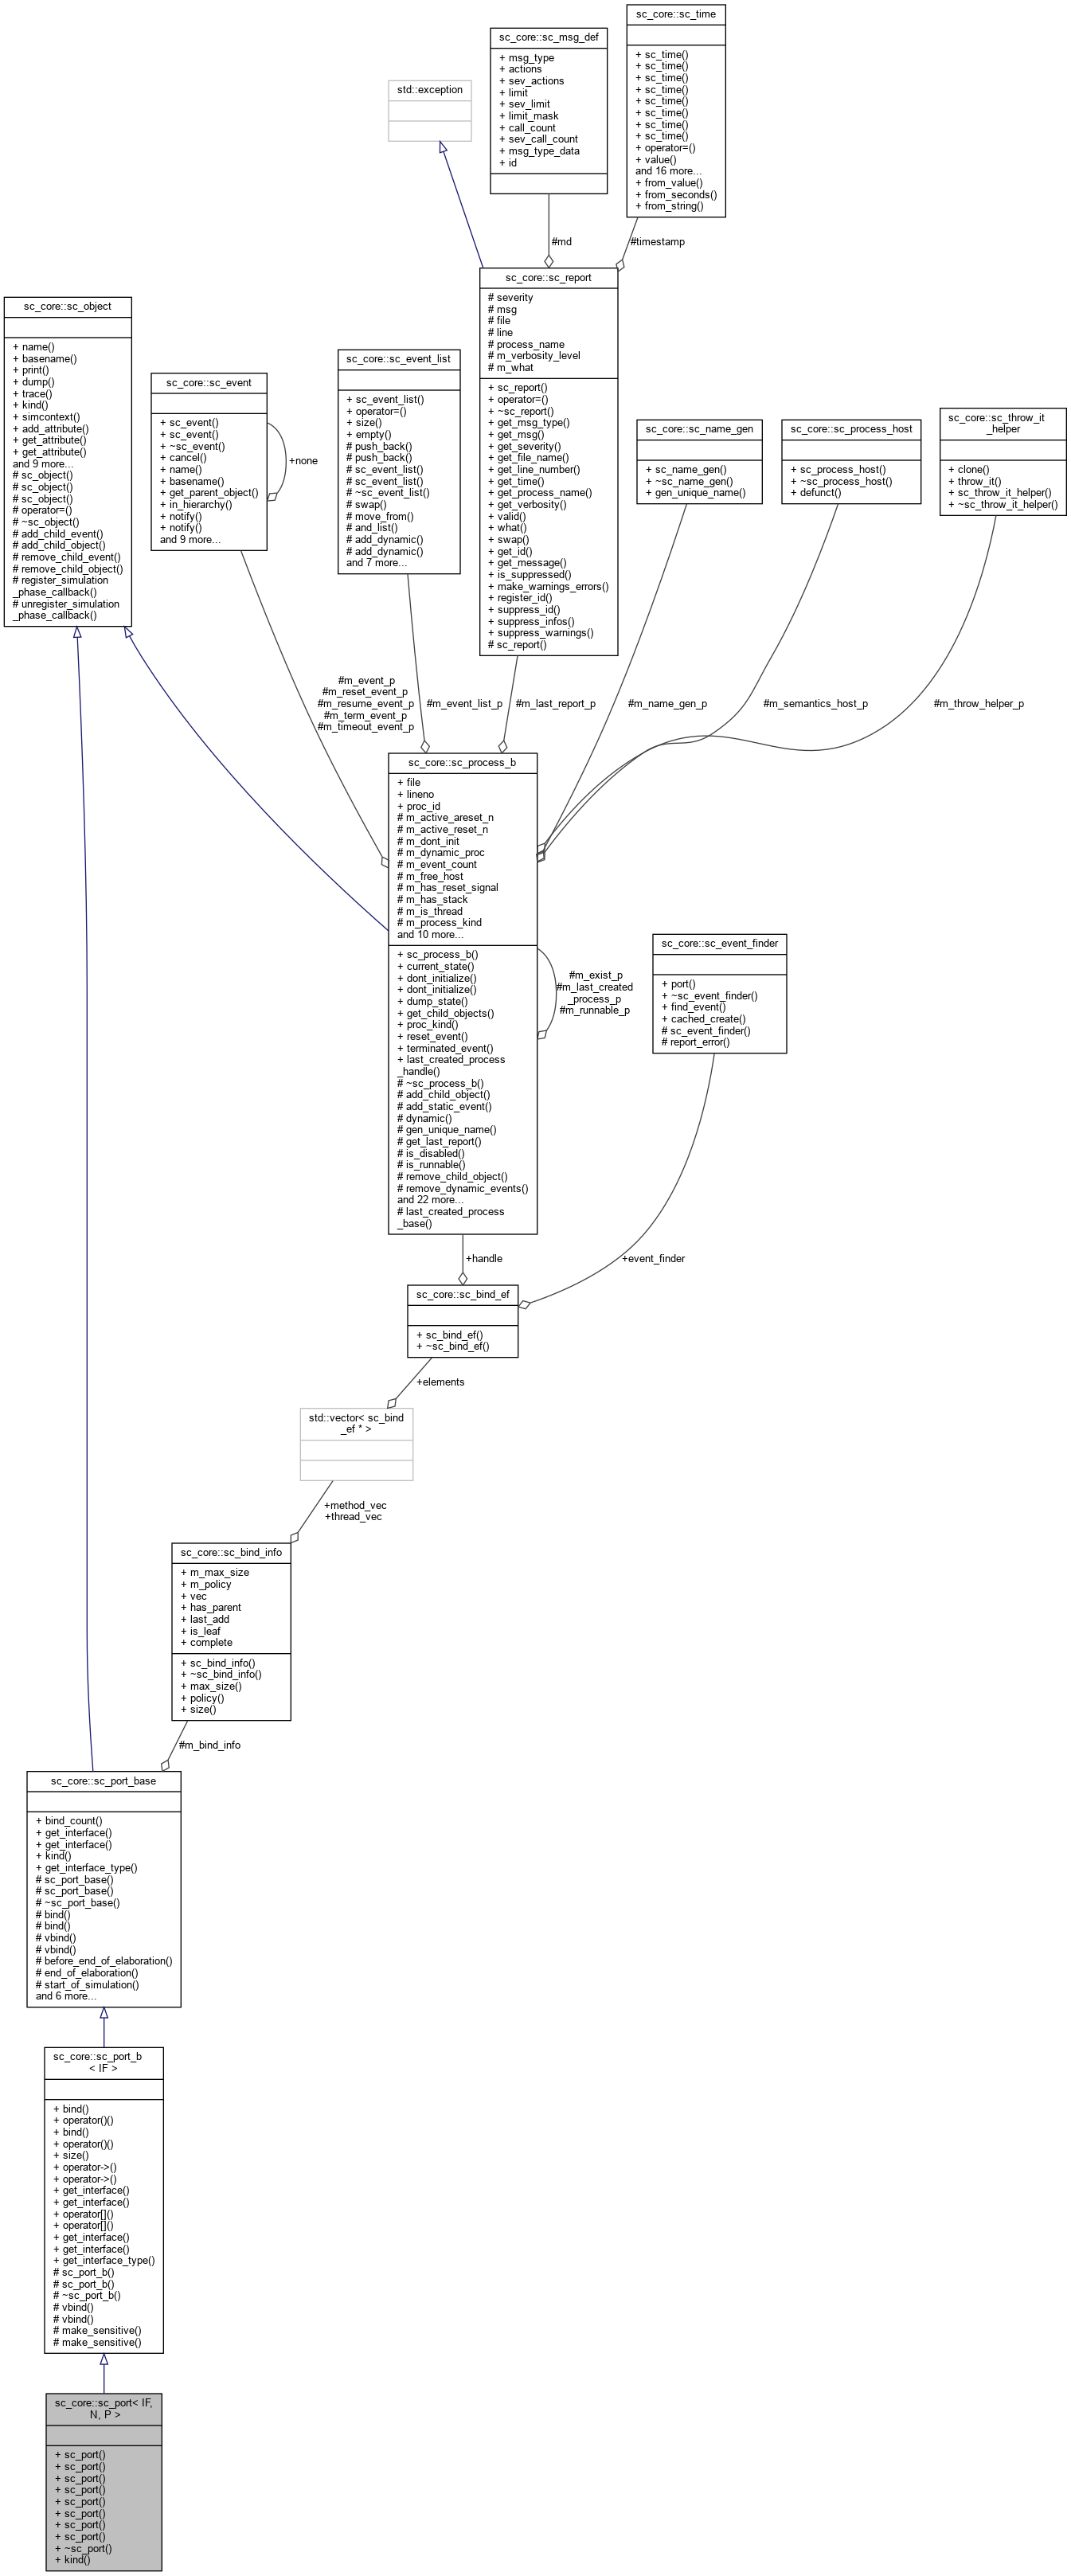 sc_core::sc_time
+ sc_time()
+ sc_time()
+ sc_time()
+ sc_time()
+ sc_time()
+ sc_time()
+ sc_time()
+ sc_time()
+ operator=()
+ value()
and 16 more...
+ from_value()
+ from_seconds()
+ from_string()
sc_core::sc_msg_def
+ msg_type
+ actions
+ sev_actions
+ limit
+ sev_limit
+ limit_mask
+ call_count
+ sev_call_count
+ msg_type_data
+ id
std::exception
#md
#timestamp
sc_core::sc_report
# severity
# msg
# file
# line
# process_name
# m_verbosity_level
# m_what
+ sc_report()
+ operator=()
+ ~sc_report()
+ get_msg_type()
+ get_msg()
+ get_severity()
+ get_file_name()
+ get_line_number()
+ get_time()
+ get_process_name()
+ get_verbosity()
+ valid()
+ what()
+ swap()
+ get_id()
+ get_message()
+ is_suppressed()
+ make_warnings_errors()
+ register_id()
+ suppress_id()
+ suppress_infos()
+ suppress_warnings()
# sc_report()
sc_core::sc_object
+ name()
+ basename()
+ print()
+ dump()
+ trace()
+ kind()
+ simcontext()
+ add_attribute()
+ get_attribute()
+ get_attribute()
and 9 more...
# sc_object()
# sc_object()
# sc_object()
# operator=()
# ~sc_object()
# add_child_event()
# add_child_object()
# remove_child_event()
# remove_child_object()
# register_simulation
_phase_callback()
# unregister_simulation
_phase_callback()
sc_core::sc_event
+ sc_event()
+ sc_event()
+ ~sc_event()
+ cancel()
+ name()
+ basename()
+ get_parent_object()
+ in_hierarchy()
+ notify()
+ notify()
and 9 more...
+none
sc_core::sc_event_list
+ sc_event_list()
+ operator=()
+ size()
+ empty()
# push_back()
# push_back()
# sc_event_list()
# sc_event_list()
# ~sc_event_list()
# swap()
# move_from()
# and_list()
# add_dynamic()
# add_dynamic()
and 7 more...
sc_core::sc_name_gen
+ sc_name_gen()
+ ~sc_name_gen()
+ gen_unique_name()
sc_core::sc_process_host
+ sc_process_host()
+ ~sc_process_host()
+ defunct()
sc_core::sc_throw_it
_helper
+ clone()
+ throw_it()
+ sc_throw_it_helper()
+ ~sc_throw_it_helper()
#m_event_p
#m_reset_event_p
#m_resume_event_p
#m_term_event_p
#m_timeout_event_p
#m_event_list_p
#m_last_report_p
#m_name_gen_p
#m_semantics_host_p
#m_throw_helper_p
sc_core::sc_process_b
+ file
+ lineno
+ proc_id
# m_active_areset_n
# m_active_reset_n
# m_dont_init
# m_dynamic_proc
# m_event_count
# m_free_host
# m_has_reset_signal
# m_has_stack
# m_is_thread
# m_process_kind
and 10 more...
+ sc_process_b()
+ current_state()
+ dont_initialize()
+ dont_initialize()
+ dump_state()
+ get_child_objects()
+ proc_kind()
+ reset_event()
+ terminated_event()
+ last_created_process
_handle()
# ~sc_process_b()
# add_child_object()
# add_static_event()
# dynamic()
# gen_unique_name()
# get_last_report()
# is_disabled()
# is_runnable()
# remove_child_object()
# remove_dynamic_events()
and 22 more...
# last_created_process
_base()
#m_exist_p
#m_last_created
_process_p
#m_runnable_p
sc_core::sc_event_finder
+ port()
+ ~sc_event_finder()
+ find_event()
+ cached_create()
# sc_event_finder()
# report_error()
+handle
+event_finder
sc_core::sc_bind_ef
+ sc_bind_ef()
+ ~sc_bind_ef()
+elements
std::vector< sc_bind
_ef * >
+method_vec
+thread_vec
sc_core::sc_bind_info
+ m_max_size
+ m_policy
+ vec
+ has_parent
+ last_add
+ is_leaf
+ complete
+ sc_bind_info()
+ ~sc_bind_info()
+ max_size()
+ policy()
+ size()
#m_bind_info
sc_core::sc_port_base
+ bind_count()
+ get_interface()
+ get_interface()
+ kind()
+ get_interface_type()
# sc_port_base()
# sc_port_base()
# ~sc_port_base()
# bind()
# bind()
# vbind()
# vbind()
# before_end_of_elaboration()
# end_of_elaboration()
# start_of_simulation()
and 6 more...
sc_core::sc_port_b
< IF >
+ bind()
+ operator()()
+ bind()
+ operator()()
+ size()
+ operator->()
+ operator->()
+ get_interface()
+ get_interface()
+ operator[]()
+ operator[]()
+ get_interface()
+ get_interface()
+ get_interface_type()
# sc_port_b()
# sc_port_b()
# ~sc_port_b()
# vbind()
# vbind()
# make_sensitive()
# make_sensitive()
sc_core::sc_port< IF,
N, P >
+ sc_port()
+ sc_port()
+ sc_port()
+ sc_port()
+ sc_port()
+ sc_port()
+ sc_port()
+ sc_port()
+ ~sc_port()
+ kind()